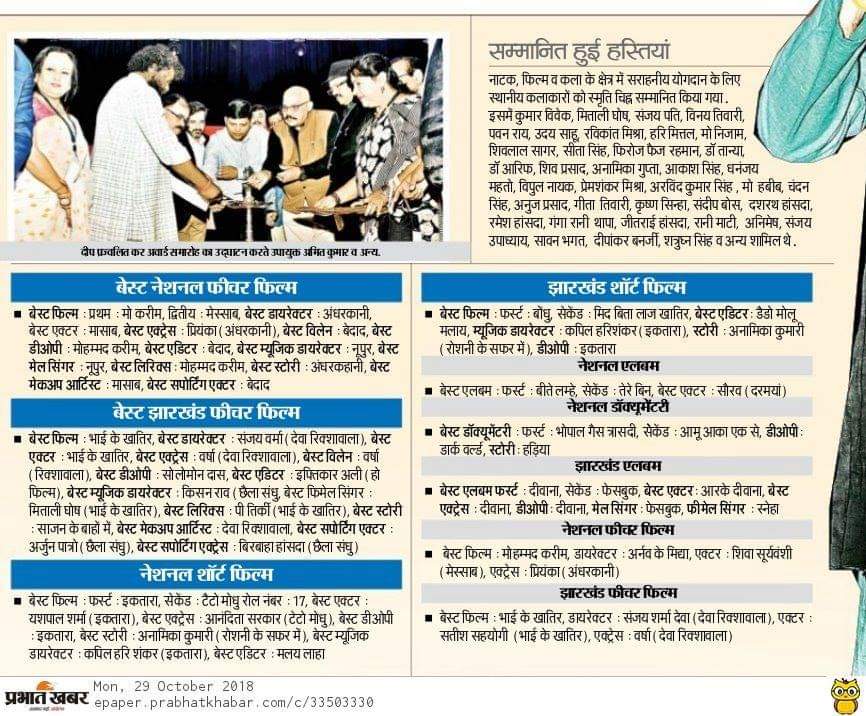 सम्मानित हुई हस्तियां
नाटक, फिल्म व कला के क्षेत्र में सराहनीय योगदान के लिए
स्थानीय कलाकारों को स्मृति चिह्न सम्मानित किया गया.
इसमें कुमार विवेक, मिताली घोष, संजय पति, विनय तिवारी,
पवन राय, उदय साहू, रविकांत मिश्रा, हरि मित्तल, मो निजाम,
शिवलाल सागर, सीता सिंह, फिरोज फैज रहमान, डॉ तान्या,
डॉ आरिफ, शिव प्रसाद, अनामिका गुप्ता, आकाश सिंह, धनंजय
महतो, विपुल नायक, प्रेमशंकर मिश्रा, अरविंद कुमार सिंह, मो हबीब, चंदन
सिंह, अनुज प्रसाद, गीता तिवारी, कृष्ण सिन्हा, संदीप बोस, दशरथ हांसदा,
रमेश हांसदा, गंगा रानी थापा, जीतराई हांसदा, रानी माटी, अनिमेष, संजय
उपाध्याय, सावन भगत, दीपांकर बनर्जी, शत्रुघ्न सिंह व अन्य शामिल थे.
दीप प्रज्वलित कर अवार्ड समारोह का उद्घाटन करते उपायुक्त अमित कुमार व अन्य.
बेस्ट नेशनल फीचर फिल्म
■ बेस्ट फिल्म : प्रथम : मो करीम, द्वितीय : मेस्साब, बेस्ट डायरेक्टर : अंधरकानी,
बेस्ट एक्टर : मासाब, बेस्ट एक्ट्रेस : प्रियंका (अंधरकानी), बेस्ट विलेन : बेदाद, बेस्ट
डीओपी : मोहम्मद करीम, बेस्ट एडिटर : बेदाद, बेस्ट म्यूजिक डायरेक्टर : नूपुर, बेस्ट
मेल सिंगर : नूपुर, बेस्ट लिरिक्स : मोहम्मद करीम, बेस्ट स्टोरी : अंधरकहानी, बेस्ट
मेकअप आर्टिस्ट : मासाब, बेस्ट सपोर्टिंग एक्टर : बेदाद
बेस्ट झारखंड फीचर फिल्म
■ बेस्ट फिल्म : भाई के खातिर, बेस्ट डायरेक्टर : संजय वर्मा (देवा रिक्शावाला), बेस्ट
एक्टर : भाई के खातिर, बेस्ट एक्ट्रेस : वर्षा (देवा रिक्शावाला), बेस्ट विलेन : वर्षा
(रिक्शावाला), बेस्ट डीओपी : सोलोमोन दास, बेस्ट एडिटर : इफ्तिकार अली (हो
फिल्म), बेस्ट म्यूजिक डायरेक्टर : किसन राव (छैला संधु, बेस्ट फिमेल सिंगर :
मिताली घोष (भाई के खातिर), बेस्ट लिरिक्स : पी तिर्की (भाई के खातिर), बेस्ट स्टोरी
: साजन के बाहों में, बेस्ट मेकअप आर्टिस्ट : देवा रिक्शावाला, बेस्ट सपोर्टिंग एक्टर :
अर्जुन पात्रो (छैला संधु), बेस्ट सपोर्टिंग एक्ट्रेस : बिरबाहा हांसदा (छैला संधु)
नेशनल शॉर्ट फिल्म
■ बेस्ट फिल्म : फर्स्ट : इकतारा, सेकेंड : टैटो मोधु रोल नंबर : 17, बेस्ट एक्टर :
यशपाल शर्मा (इकतारा), बेस्ट एक्ट्रेस : आनंदिता सरकार (टेटो मोधु), बेस्ट डीओपी
: इकतारा, बेस्ट स्टोरी : अनामिका कुमारी (रोशनी के सफर में), बेस्ट म्यूजिक
डायरेक्टर : कपिल हरि शंकर (इकतारा), बेस्ट एडिटर : मलय लाहा
झारखंड शॉर्ट फिल्म
■ बेस्ट फिल्म : फर्स्ट : बोंधु, सेकेंड : मिद बिता लाज खातिर, बेस्ट एडिटर : डैडो मोलू
मलाय, म्यूजिक डायरेक्टर : कपिल हरिशंकर (इकतारा), स्टोरी : अनामिका कुमारी
(रोशनी के सफर में), डीओपी : इकतारा
नेशनल एलबम
■ बेस्ट एलबम : फर्स्ट : बीते लम्हे, सेकेंड : तेरे बिन, बेस्ट एक्टर : सौरव (दरमयां)
नेशनल डॉक्यूमेंटरी
■ बेस्ट डॉक्यूमेंटरी : फर्स्ट : भोपाल गैस त्रासदी, सेकेंड : आमू आका एक से, डीओपी :
डार्क वर्ल्ड, स्टोरी : हड़िया
झारखंड एलबम
■ बेस्ट एलबम फर्स्ट : दीवाना, सेकेंड : फेसबुक, बेस्ट एक्टर : आरके दीवाना, बेस्ट
एक्ट्रेस : दीवाना, डीओपी : दीवाना, मेल सिंगर : फेसबुक, फीमेल सिंगर : स्नेहा
नेशनल फीचर फिल्म
■ बेस्ट फिल्म : मोहम्मद करीम, डायरेक्टर : अर्नव के मिद्या, एक्टर : शिवा सूर्यवंशी
(मेस्साब), एक्ट्रेस : प्रियंका (अंधरकानी)
झारखंड फीचर फिल्म
■ बेस्ट फिल्म : भाई के खातिर, डायरेक्टर : संजय शर्मा देवा (देवा रिक्शावाला), एक्टर :
सतीश सहयोगी (भाई के खातिर), एक्ट्रेस : वर्षा (देवा रिक्शावाला)
प्रभात खबर
Mon, 29 October 2018
epaper.prabhatkhabar.com/c/33503330